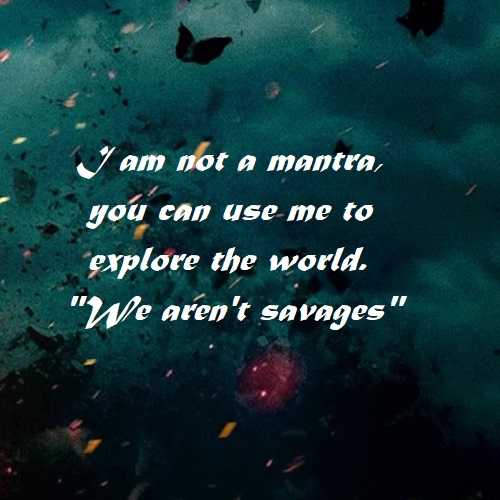 I am not a mantra,
you can use me to
explore the world.
"We aren't savages"